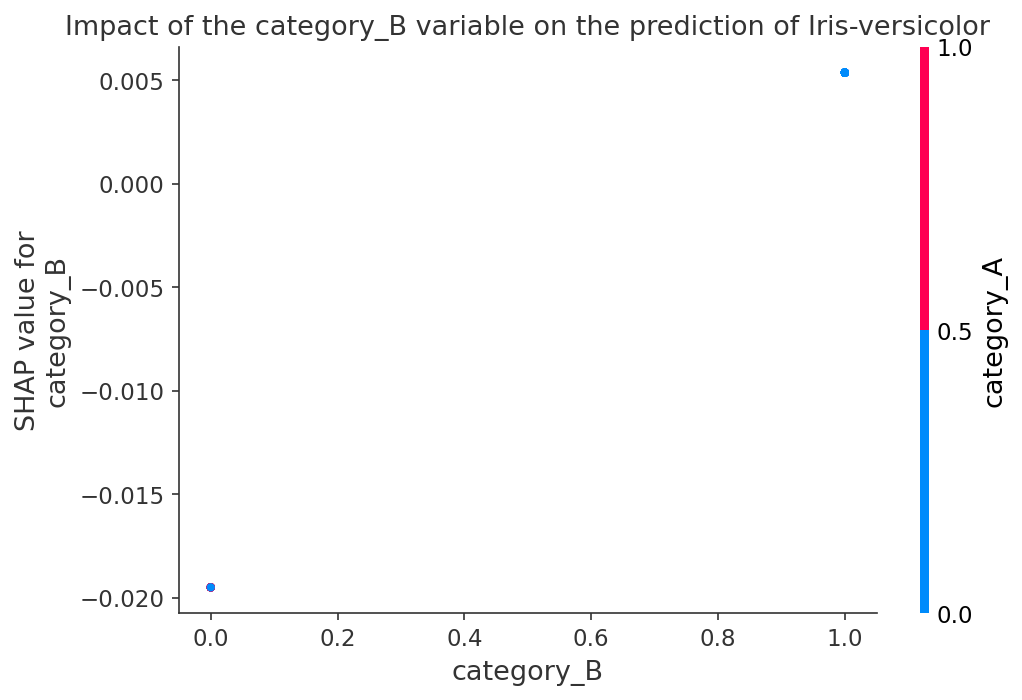 Impact of the category_B variable on the prediction of Iris-versicolor
SHAP value for
category_B
0.005
0.000
−0.005
−0.010
−0.015
−0.020
0.0 0.2 0.4 0.6 0.8 1.0
category_B
1.0
0.5
0.0
category_A